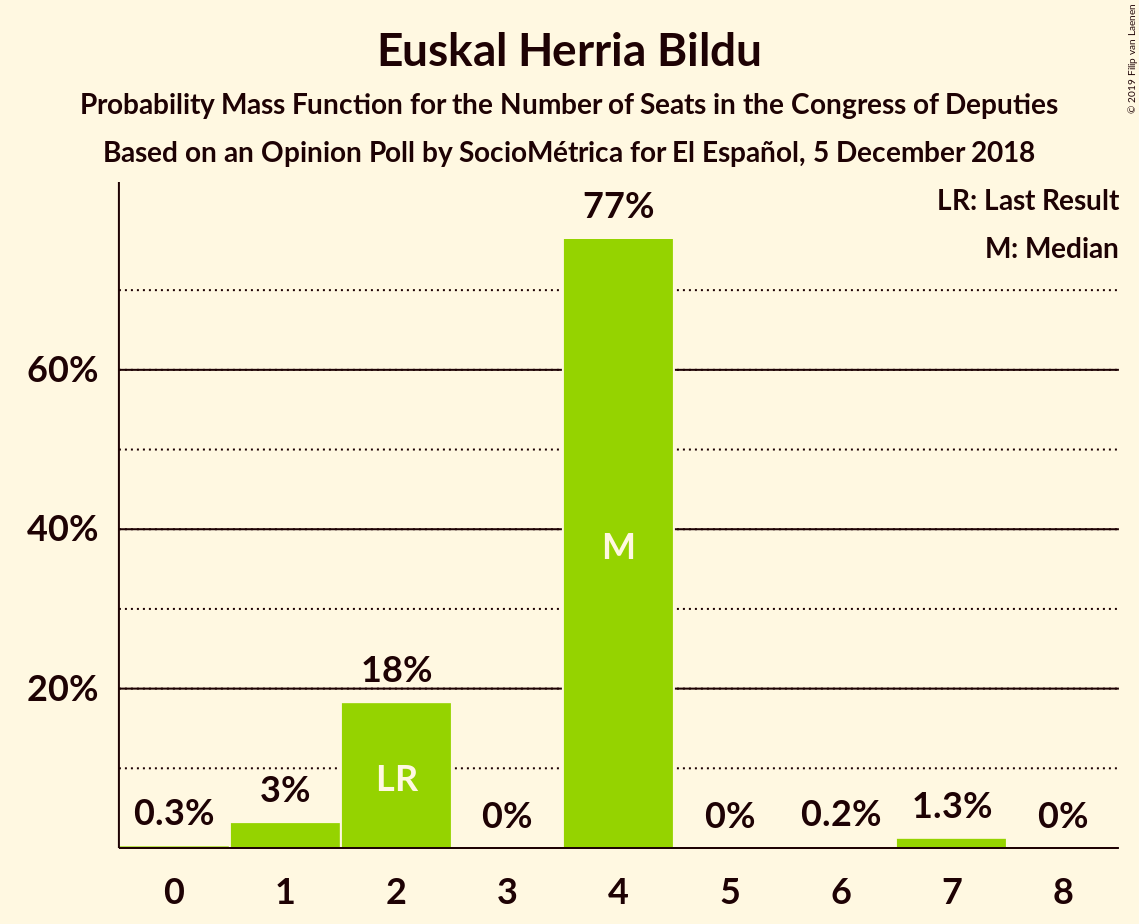 Euskal Herria Bildu
Probability Mass Function for the Number of Seats in the Congress of Deputies
Based on an Opinion Poll by SocioMétrica for El Español, 5 December 2018
© 2019 Filip van Laenen
LR: Last Result
M: Median
77%
60%
40%
M
20%
18%
LR
0.3%
3%
0%
0%
0.2%
1.3%
0%
0 1 2 3 4 5 6 7 8